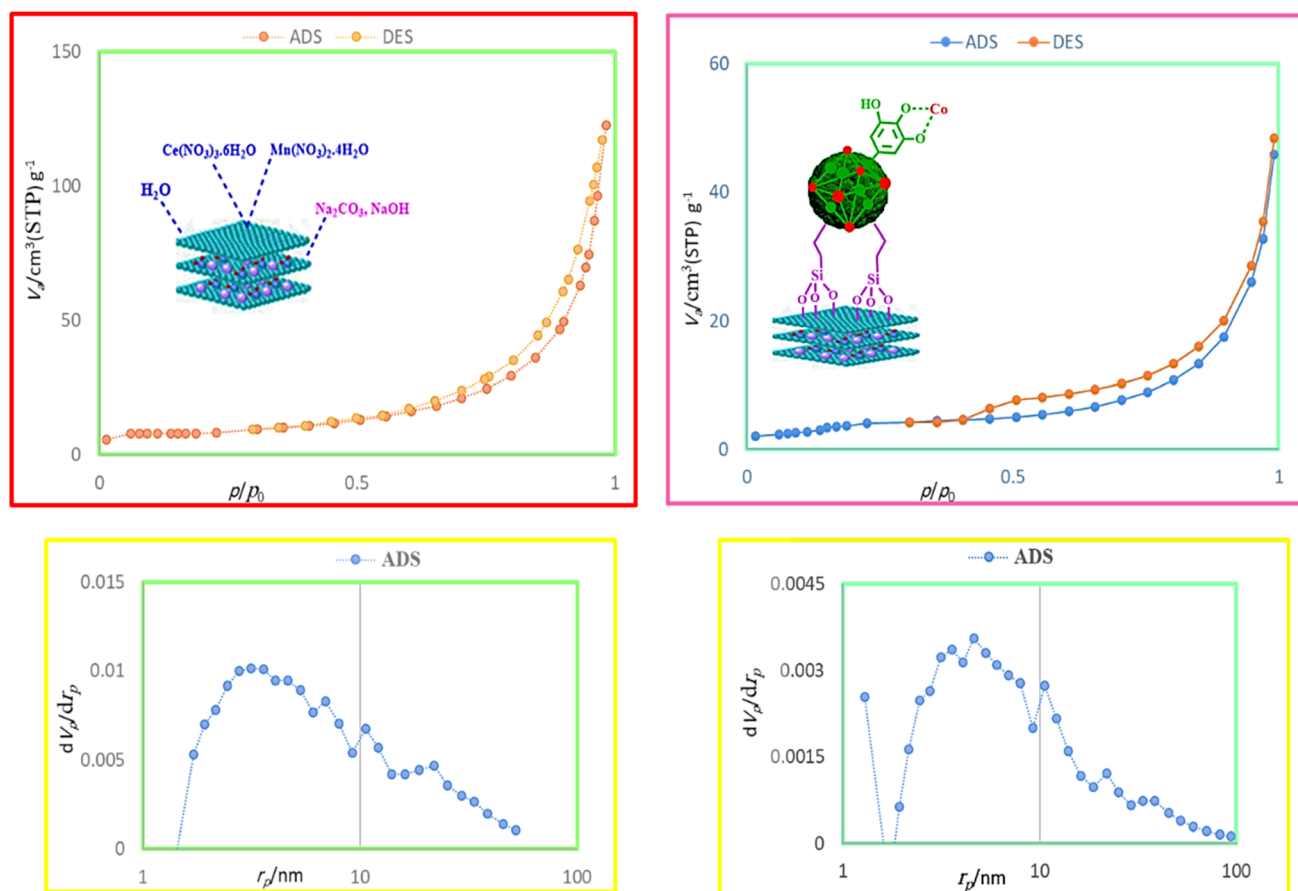 ADS DES
150
100
50
0
Vₐ/cm³(STP) g⁻¹
Ce(NO₃)₃.6H₂O Mn(NO₃)₂.4H₂O
H₂O
Na₂CO₃, NaOH
0 0.5 1
p/p₀
ADS DES
60
40
20
0
Vₐ/cm³(STP) g⁻¹
HO O Co
O
Si Si
O O O O O O
0 0.5 1
p/p₀
ADS
0.015
0.01
0.005
0
dVₚ/drₚ
1 10 100
rₚ/nm
ADS
0.0045
0.003
0.0015
0
dVₚ/drₚ
1 10 100
rₚ/nm